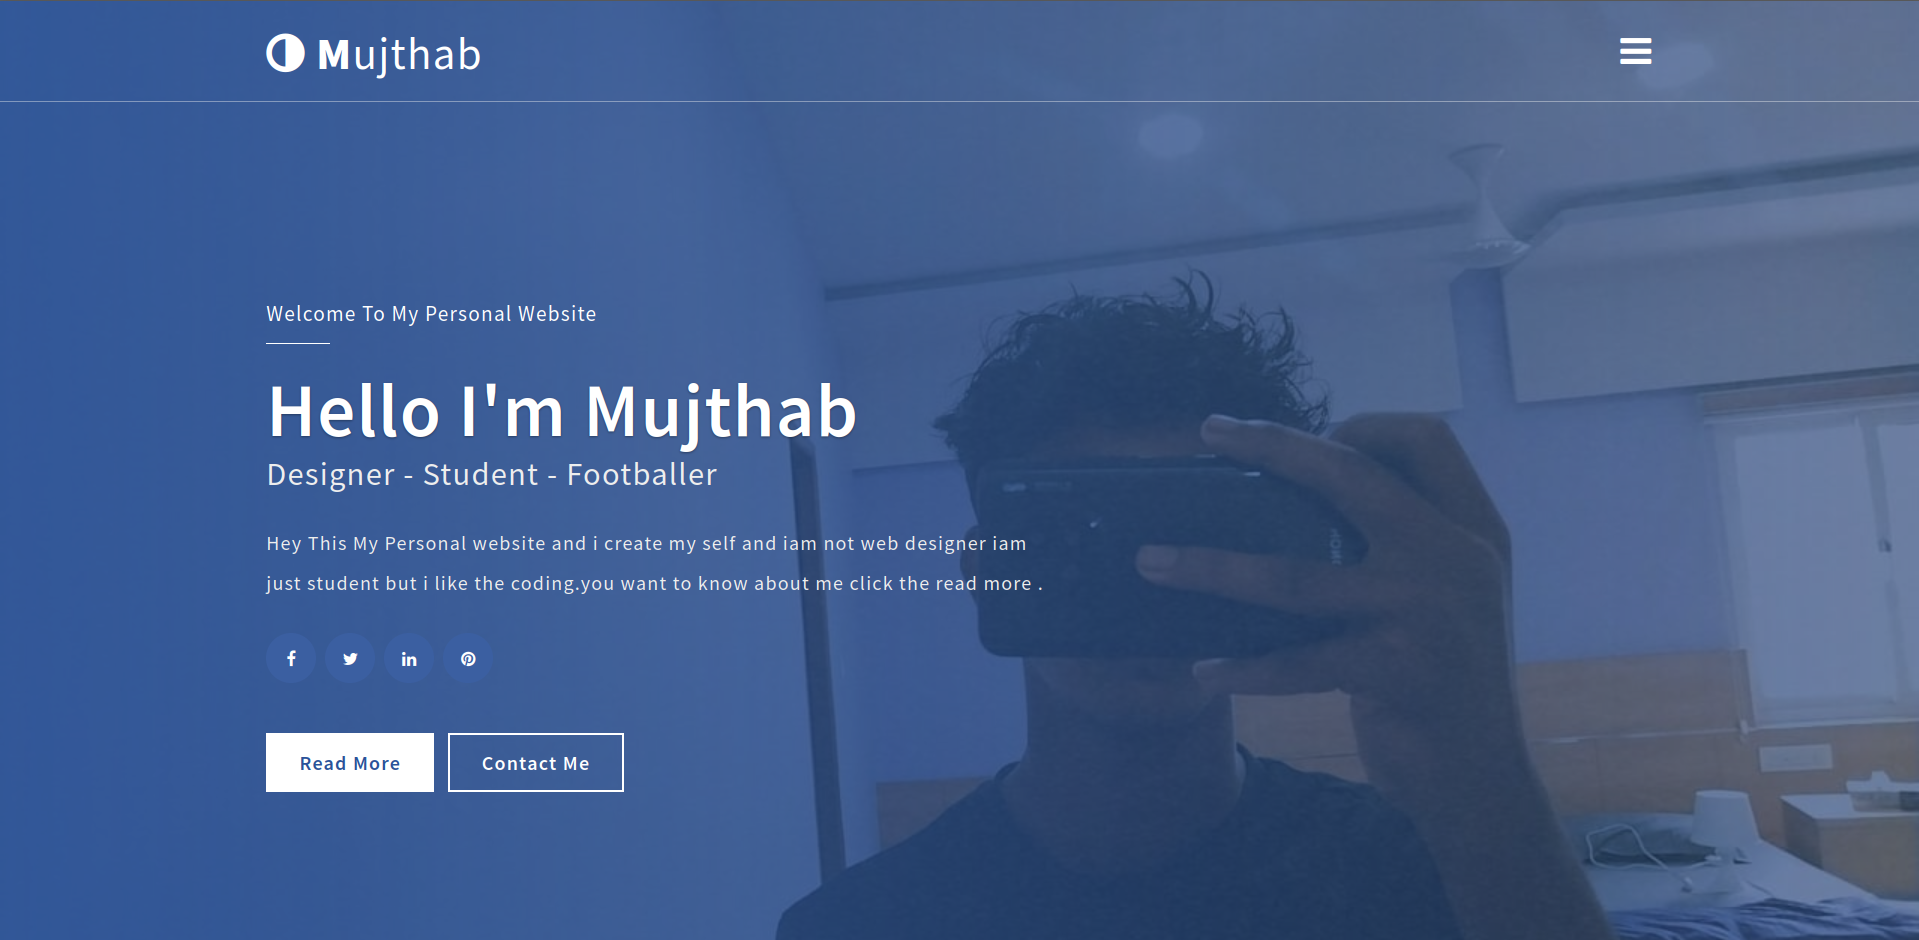 Mujthab
Welcome To My Personal Website
Hello I'm Mujthab
Designer - Student - Footballer
Hey This My Personal website and i create my self and iam not web designer iam
just student but i like the coding.you want to know about me click the read more .
Read More
Contact Me